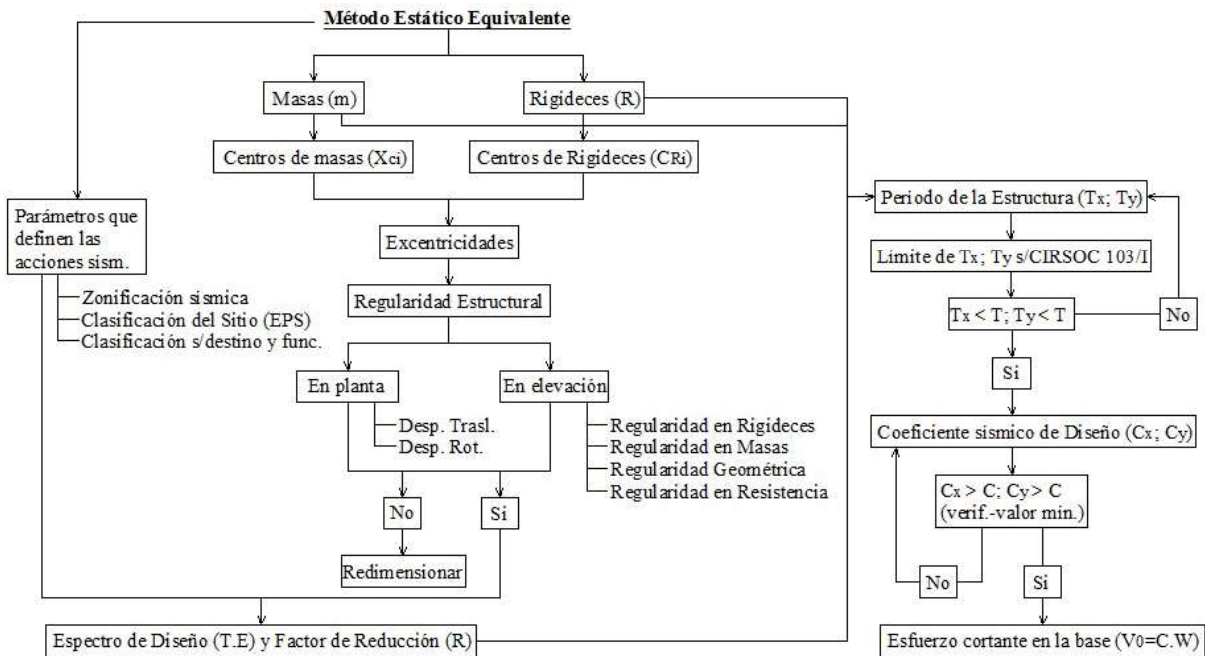 Método Estático Equivalente
Masas (m)
Rigideces (R)
Centros de masas (Xci)
Centros de Rigideces (CRi)
Parámetros que
definen las
acciones sism.
Zonificación sísmica
Clasificación del Sitio (EPS)
Clasificación s/destino y func.
Excentricidades
Regularidad Estructural
En planta
En elevación
Desp. Trasl.
Desp. Rot.
Regularidad en Rigideces
Regularidad en Masas
Regularidad Geométrica
Regularidad en Resistencia
No
Si
Redimensionar
Espectro de Diseño (T.E) y Factor de Reducción (R)
Periodo de la Estructura (Tx; Ty)
Limite de Tx; Ty s/CIRSOC 103/I
Tx < T; Ty < T
No
Si
Coeficiente sísmico de Diseño (Cx; Cy)
Cx > C; Cy > C
(verif.-valor min.)
No
Si
Esfuerzo cortante en la base (V0=C.W)